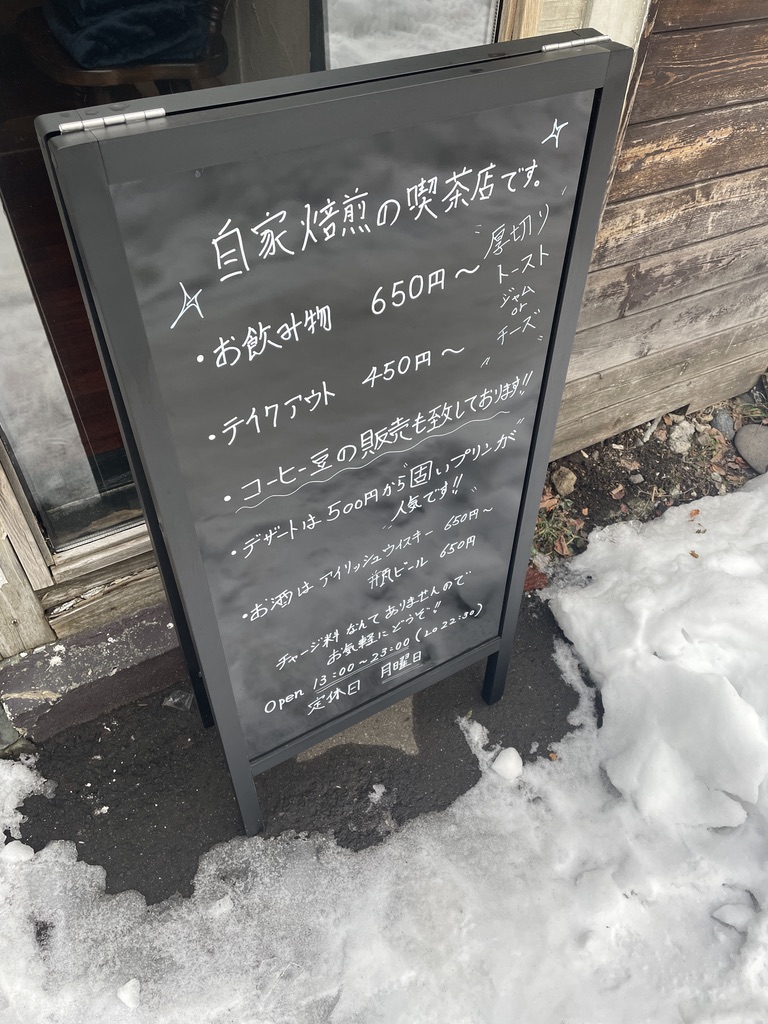 自家焙煎の喫茶店です。
・お飲み物 650円〜
"厚切り
トースト
ジャム
or
チーズ"
・テイクアウト 450円〜
・コーヒー豆の販売も致しております!!
・デザートは500円から"固いプリンが"
"人気です!!
・お酒は アイリッシュウイスキー 650円〜
瓶ビール 650円
チャージ料なんてありませんので
お気軽にどうぞ!!
Open 13:00〜23:00(Lo 22:30)
定休日 月曜日